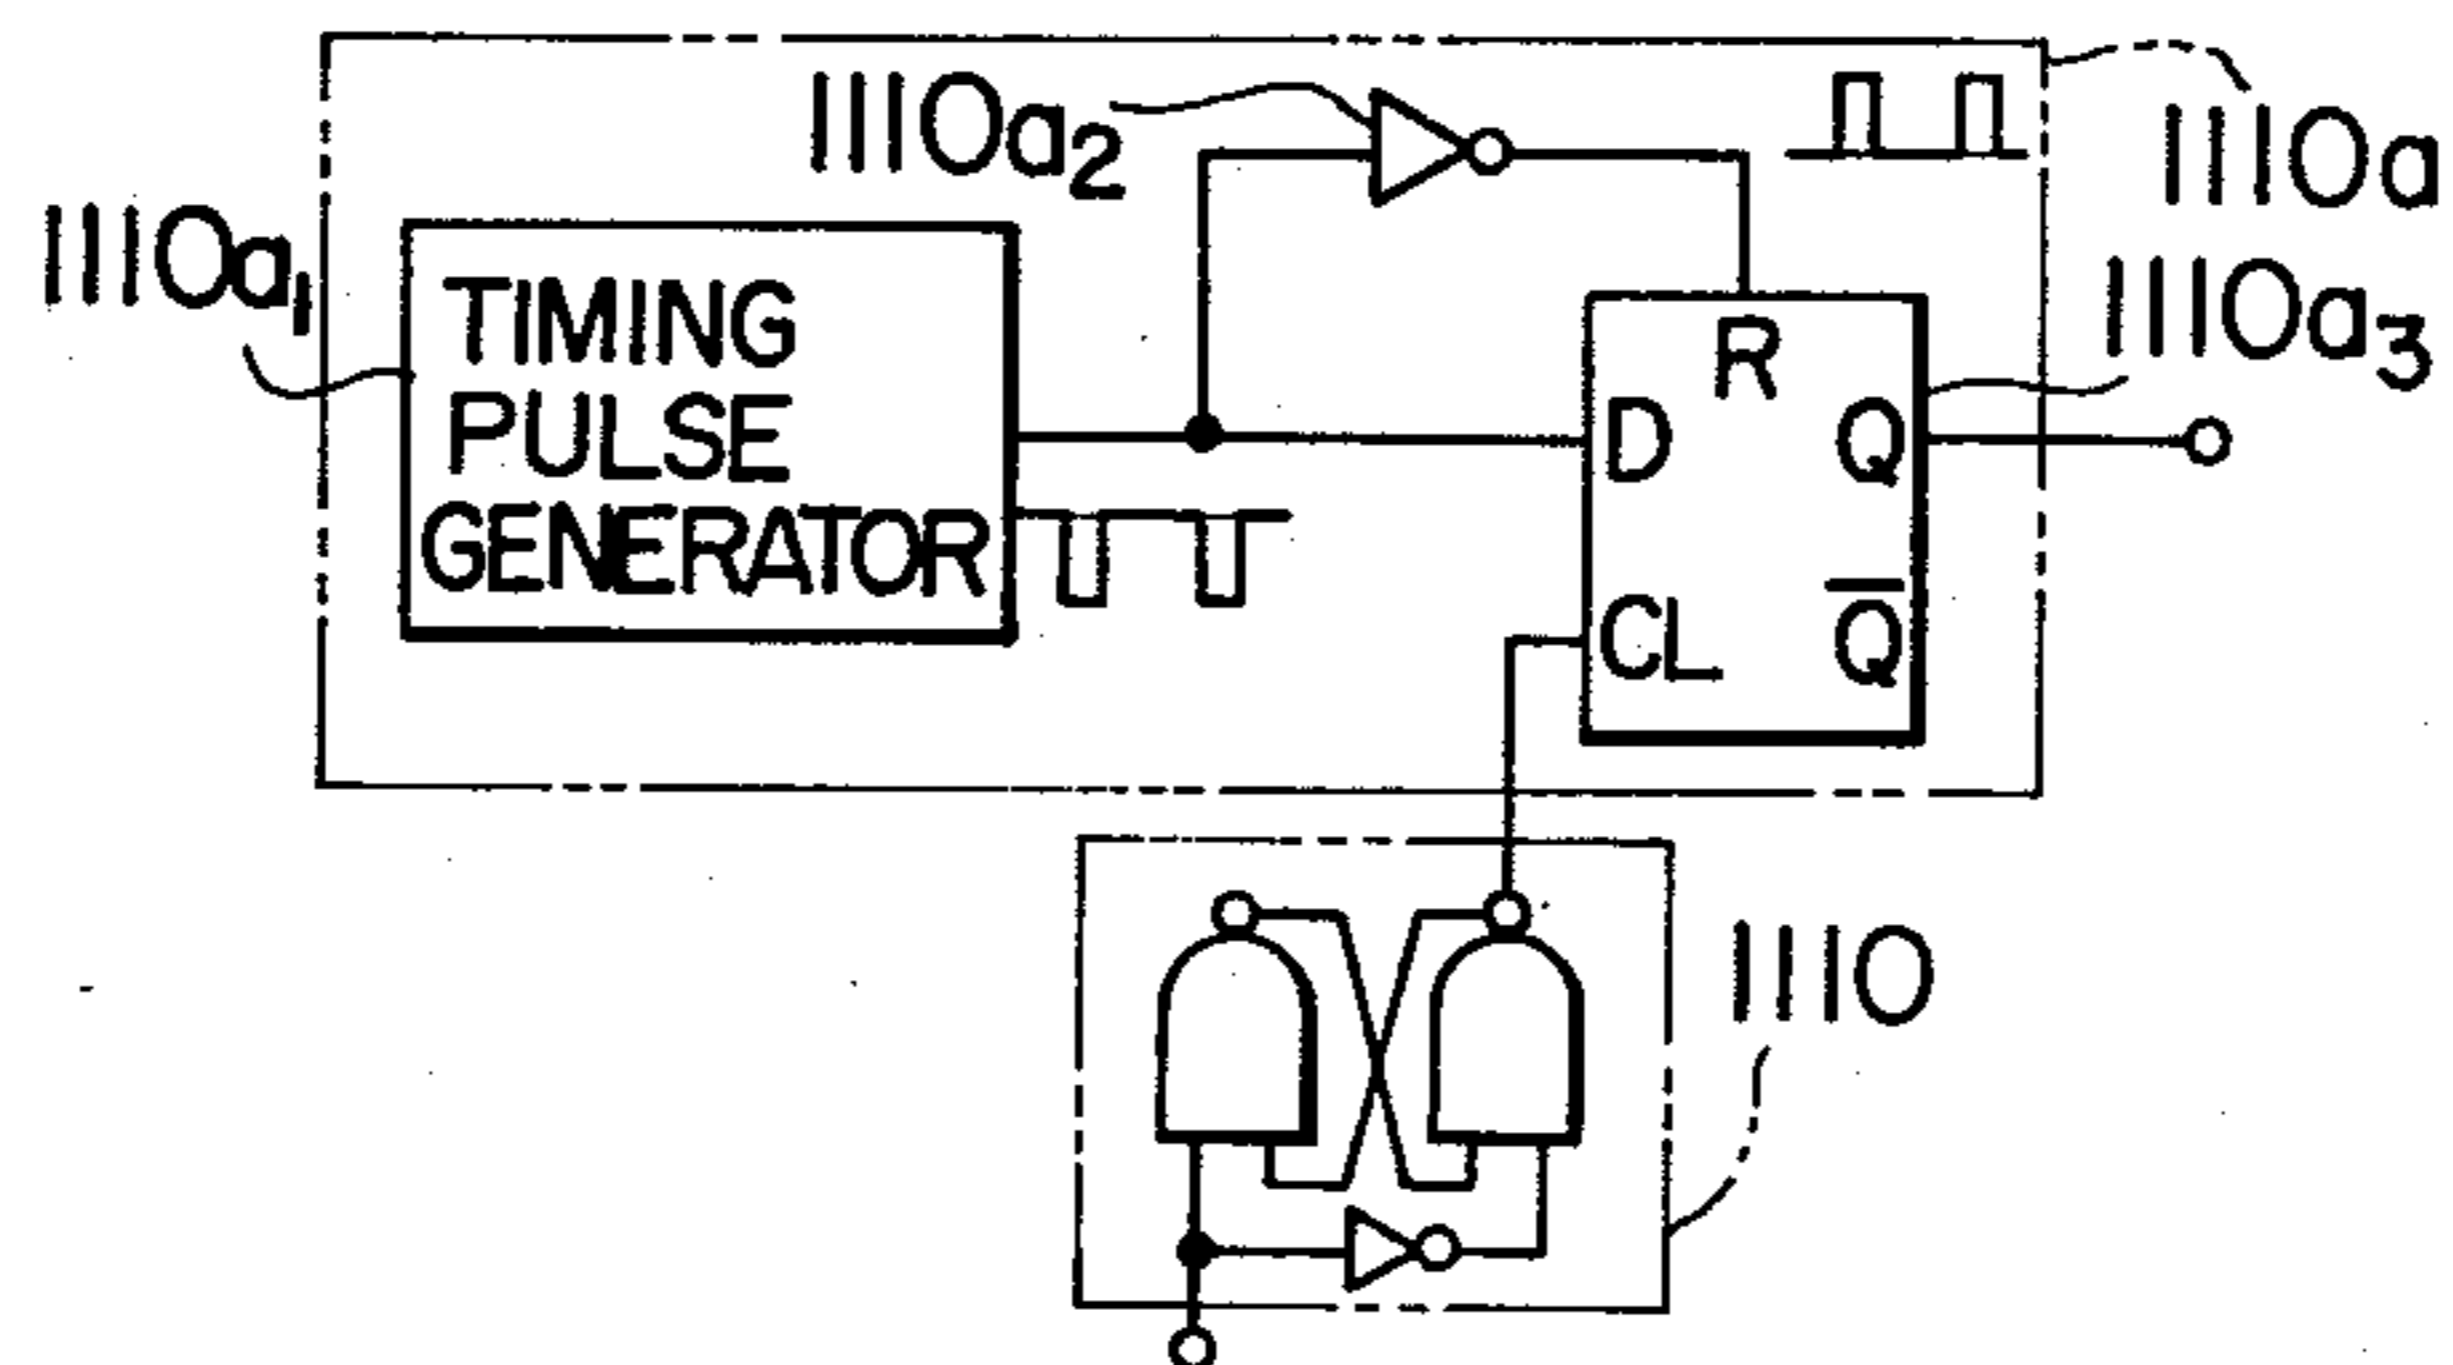 1110a₂
1110a
1110a₁
1110a₃
TIMING
PULSE
GENERATOR
R
D
Q
CL
Q̅
1110